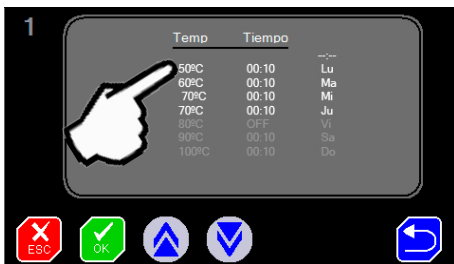 1
Temp Tiempo
--:--
50ºC 00:10 Lu
60ºC 00:10 Ma
70ºC 00:10 Mi
70ºC 00:10 Ju
80ºC OFF Vi
90ºC 00:10 Sa
100ºC 00:10 Do
ESC OK